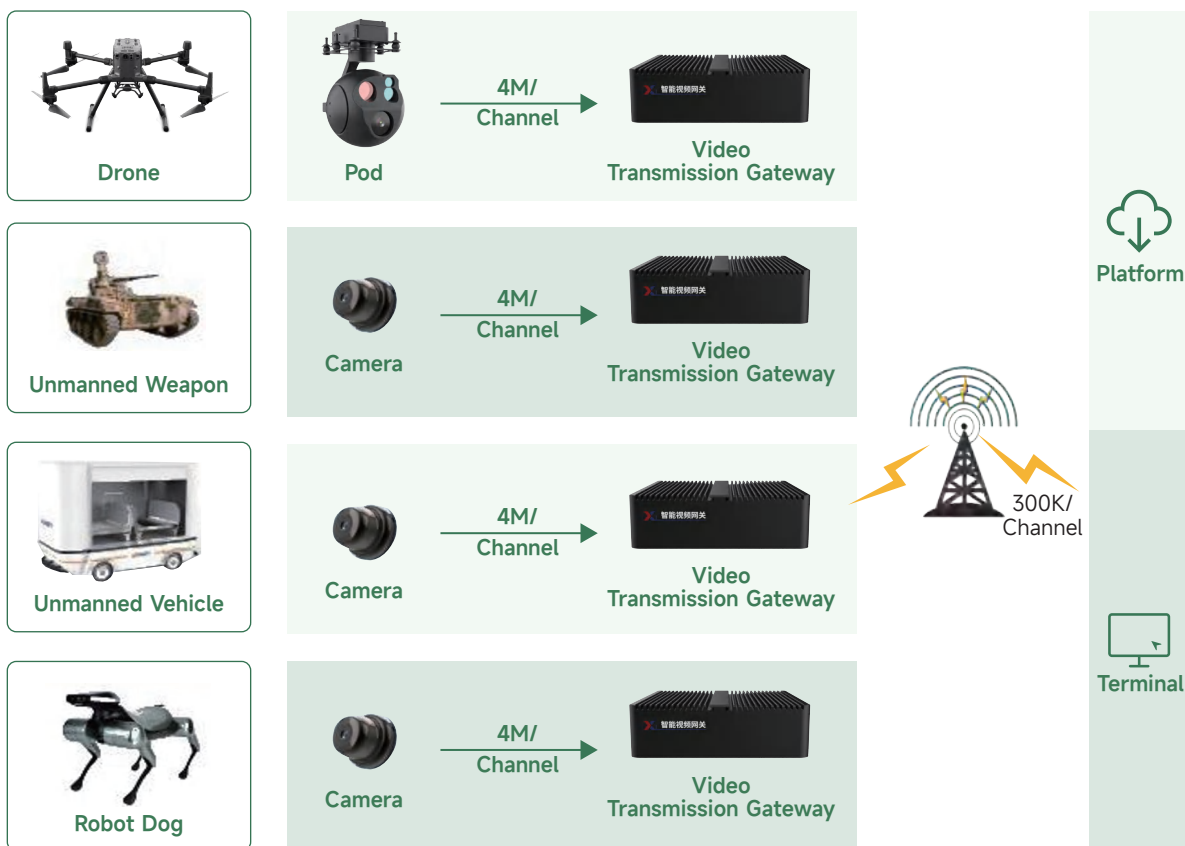 Drone
Pod
4M/
Channel
智能视频网关
Video
Transmission Gateway
Unmanned Weapon
Camera
4M/
Channel
智能视频网关
Video
Transmission Gateway
Unmanned Vehicle
Camera
4M/
Channel
智能视频网关
Video
Transmission Gateway
Robot Dog
Camera
4M/
Channel
智能视频网关
Video
Transmission Gateway
300K/
Channel
Platform
Terminal